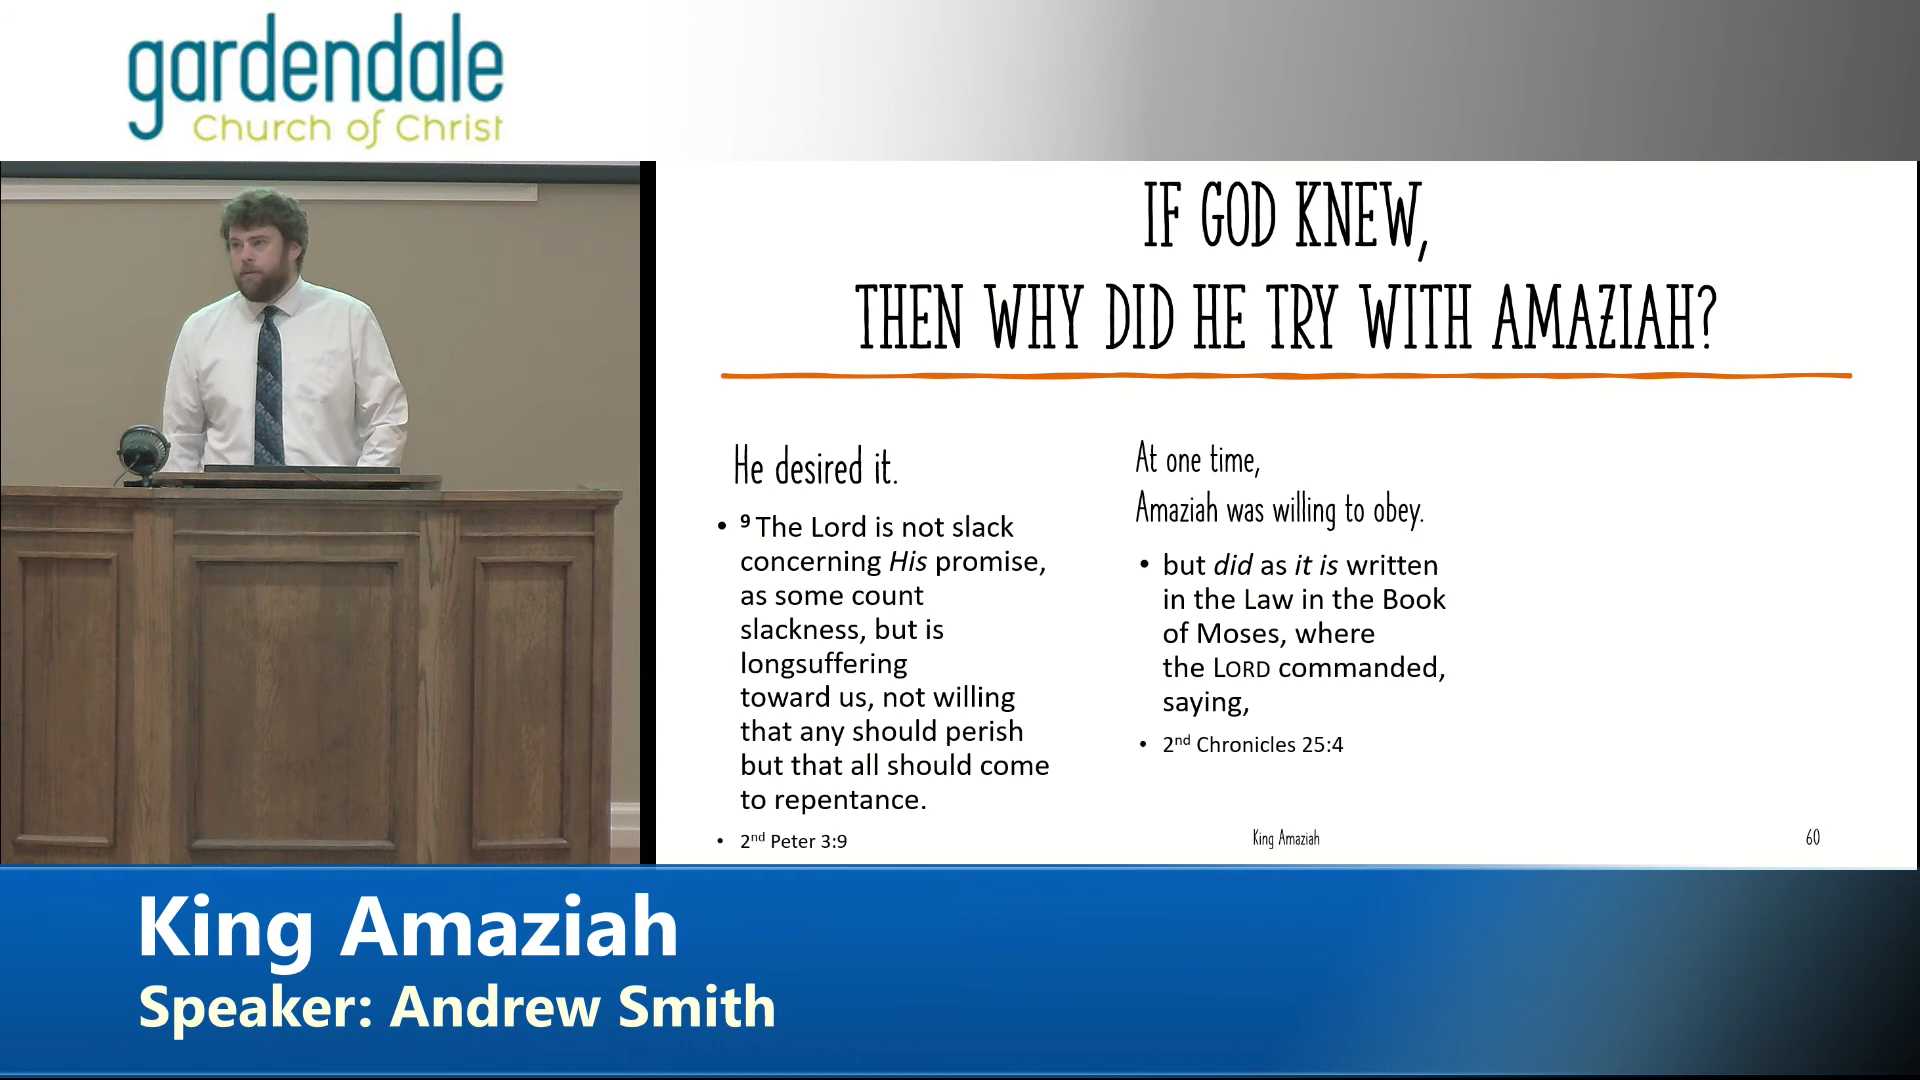 gardendale
Church of Christ
IF GOD KNEW,
THEN WHY DID HE TRY WITH AMAZIAH?
He desired it.
• 9 The Lord is not slack
concerning His promise,
as some count
slackness, but is
longsuffering
toward us, not willing
that any should perish
but that all should come
to repentance.
• 2nd Peter 3:9
At one time,
Amaziah was willing to obey.
• but did as it is written
in the Law in the Book
of Moses, where
the LORD commanded,
saying,
• 2nd Chronicles 25:4
King Amaziah
60
King Amaziah
Speaker: Andrew Smith